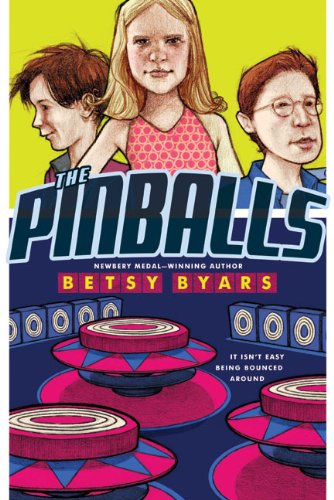 THE
PINBALLS
NEWBERY MEDAL–WINNING AUTHOR
BETSY BYARS
IT ISN'T EASY
BEING BOUNCED
AROUND